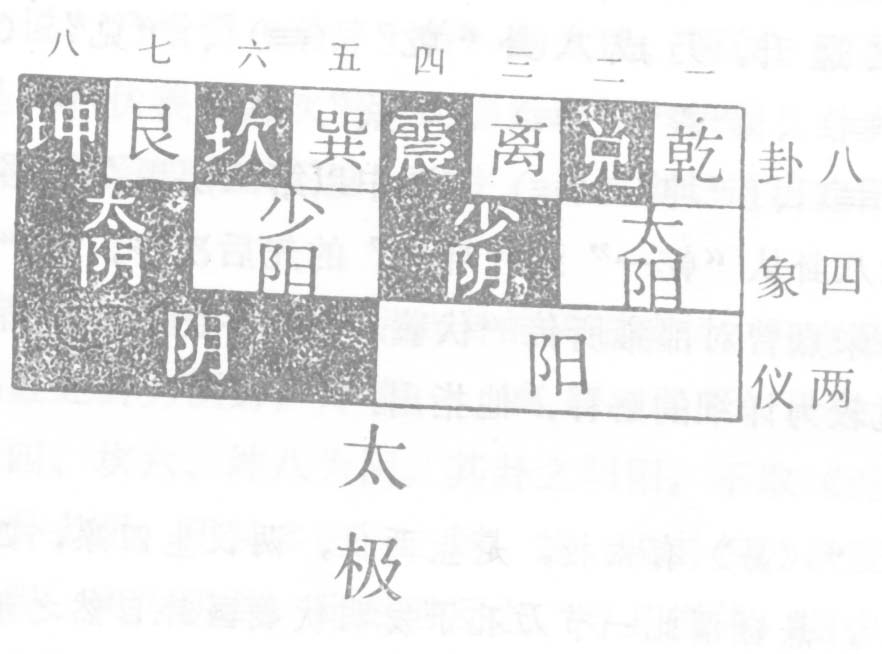 八 七 六 五 四 三 二 一
坤 艮 坎 巽 震 离 兑 乾 卦 八
太阴 少阳 少阴 太阳 象 四
阴 阳 仪 两
太
极